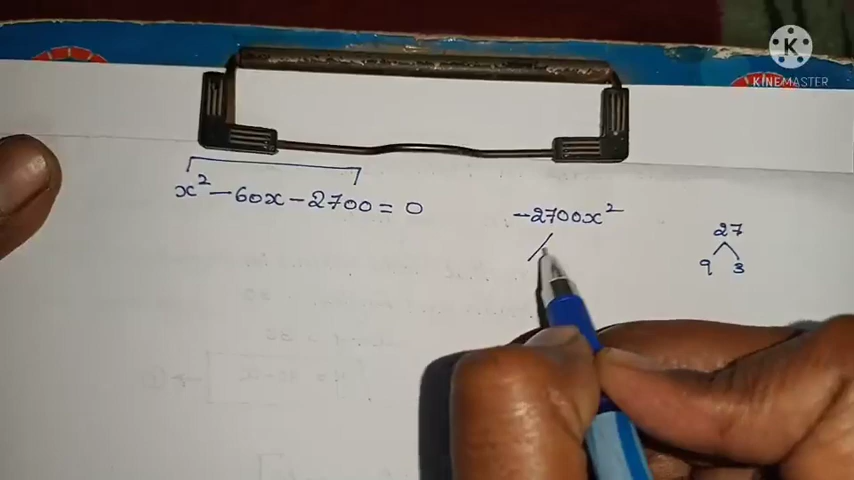 K
KINEMASTER
x² - 60x - 2700 = 0
-2700x²
27
9 3